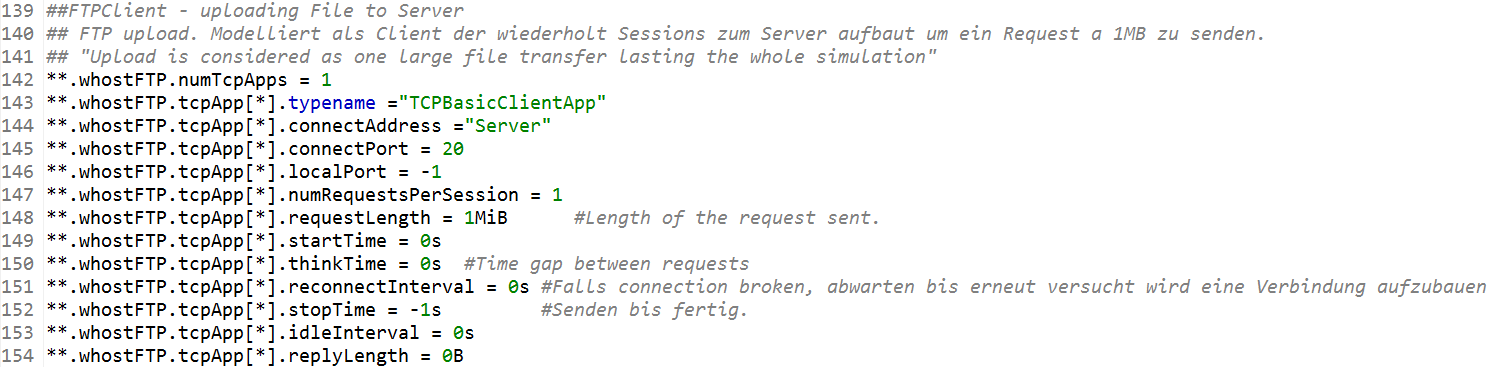 139 ##FTPClient - uploading File to Server
140 ## FTP upload. Modelliert als Client der wiederholt Sessions zum Server aufbaut um ein Request a 1MB zu senden.
141 ## "Upload is considered as one large file transfer lasting the whole simulation"
142 **.whostFTP.numTcpApps = 1
143 **.whostFTP.tcpApp[*].typename ="TCPBasicClientApp"
144 **.whostFTP.tcpApp[*].connectAddress ="Server"
145 **.whostFTP.tcpApp[*].connectPort = 20
146 **.whostFTP.tcpApp[*].localPort = -1
147 **.whostFTP.tcpApp[*].numRequestsPerSession = 1
148 **.whostFTP.tcpApp[*].requestLength = 1MiB      #Length of the request sent.
149 **.whostFTP.tcpApp[*].startTime = 0s
150 **.whostFTP.tcpApp[*].thinkTime = 0s  #Time gap between requests
151 **.whostFTP.tcpApp[*].reconnectInterval = 0s #Falls connection broken, abwarten bis erneut versucht wird eine Verbindung aufzubauen
152 **.whostFTP.tcpApp[*].stopTime = -1s         #Senden bis fertig.
153 **.whostFTP.tcpApp[*].idleInterval = 0s
154 **.whostFTP.tcpApp[*].replyLength = 0B